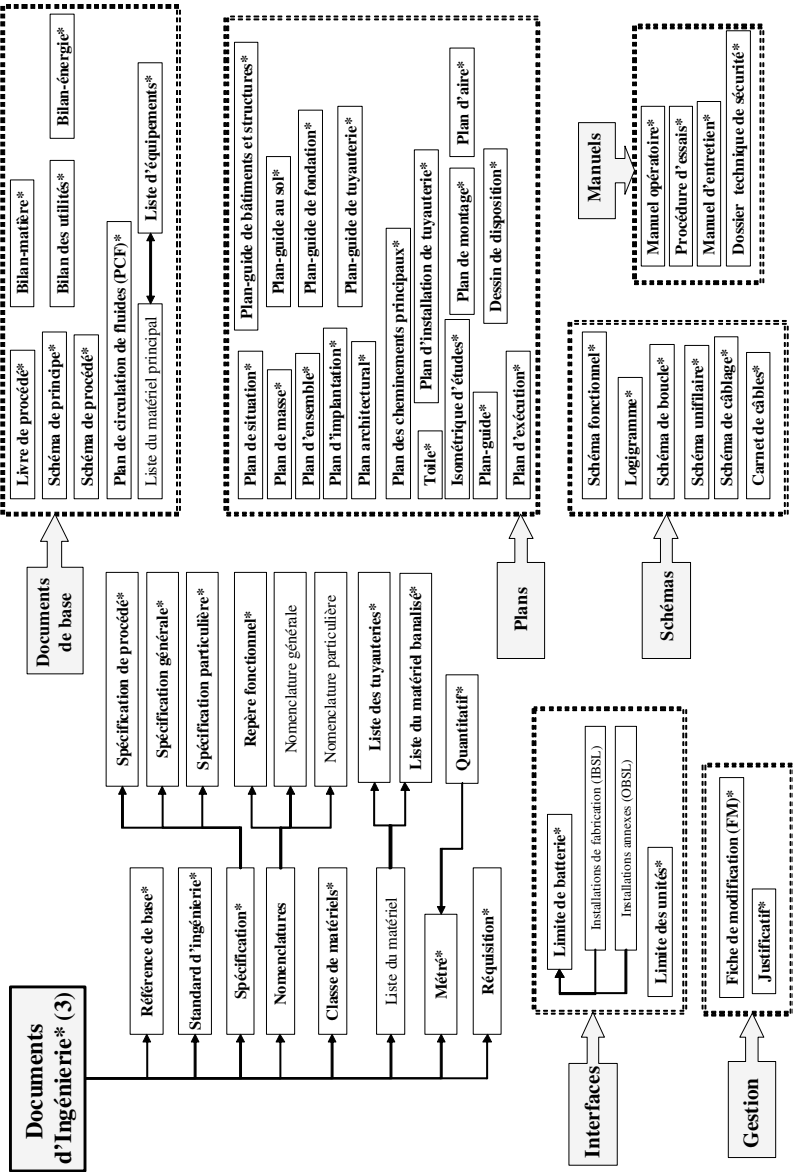 Documents
d'Ingénierie* (3)
Référence de base*
Standard d'ingénierie*
Spécification*
Nomenclatures
Classe de matériels*
Liste du matériel
Métré*
Réquisition*
Spécification de procédé*
Spécification générale*
Spécification particulière*
Repère fonctionnel*
Nomenclature générale
Nomenclature particulière
Liste des tuyauteries*
Liste du matériel banalisé*
Quantitatif*
Documents
de base
Livre de procédé*
Bilan-matière*
Schéma de principe*
Bilan des utilités*
Bilan-énergie*
Schéma de procédé*
Plan de circulation de fluides (PCF)*
Liste du matériel principal
Liste d'équipements*
Plans
Plan de situation*
Plan-guide de bâtiments et structures*
Plan de masse*
Plan-guide au sol*
Plan d'ensemble*
Plan-guide de fondation*
Plan d'implantation*
Plan-guide de tuyauterie*
Plan architectural*
Plan des cheminements principaux*
Toile*
Plan d'installation de tuyauterie*
Isométrique d'études*
Plan de montage*
Plan d'aire*
Plan-guide*
Dessin de disposition*
Plan d'exécution*
Interfaces
Limite de batterie*
Installations de fabrication (IBSL)
Installations annexes (OBSL)
Limite des unités*
Gestion
Fiche de modification (FM)*
Justificatif*
Schémas
Schéma fonctionnel*
Logigramme*
Schéma de boucle*
Schéma unifilaire*
Schéma de câblage*
Carnet de câbles*
Manuels
Manuel opératoire*
Procédure d'essais*
Manuel d'entretien*
Dossier technique de sécurité*